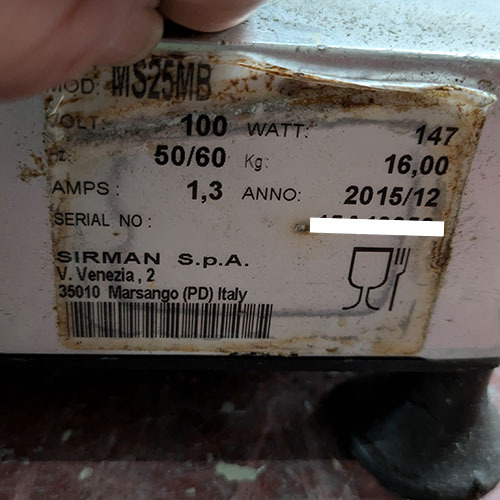 MOD: MS25MB
VOLT: 100 WATT: 147
Hz: 50/60 Kg: 16,00
AMPS : 1,3 ANNO: 2015/12
SERIAL NO :
SIRMAN S.p.A.
V. Venezia , 2
35010 Marsango (PD) Italy